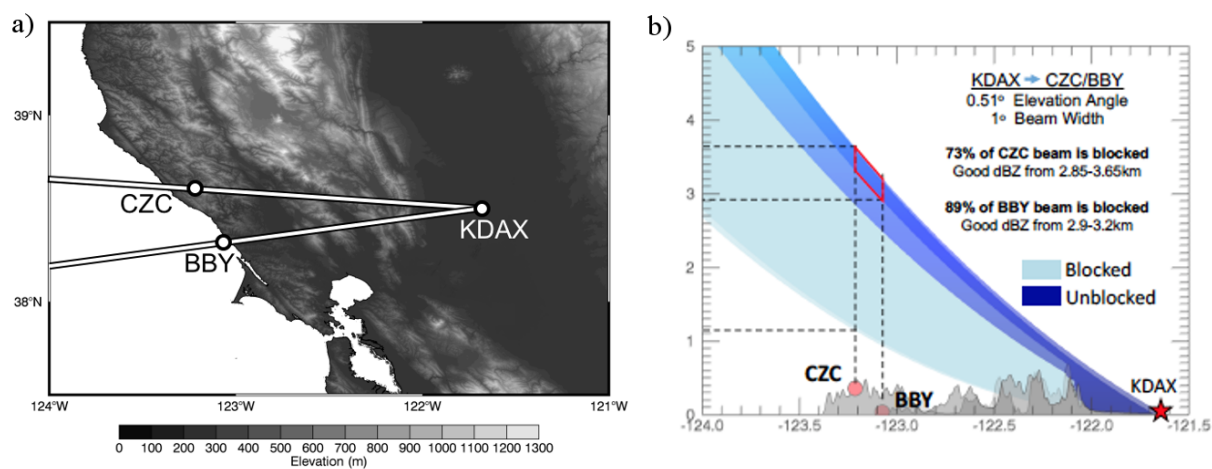 a)
39°N
38°N
124°W
123°W
122°W
121°W
CZC
BBY
KDAX
0 100 200 300 400 500 600 700 800 900 1000 1100 1200 1300
Elevation (m)
b)
5
4
3
2
1
0
-124.0
-123.5
-123.0
-122.5
-122.0
-121.5
KDAX → CZC/BBY
0.51° Elevation Angle
1° Beam Width
73% of CZC beam is blocked
Good dBZ from 2.85-3.65km
89% of BBY beam is blocked
Good dBZ from 2.9-3.2km
Blocked
Unblocked
CZC
BBY
KDAX